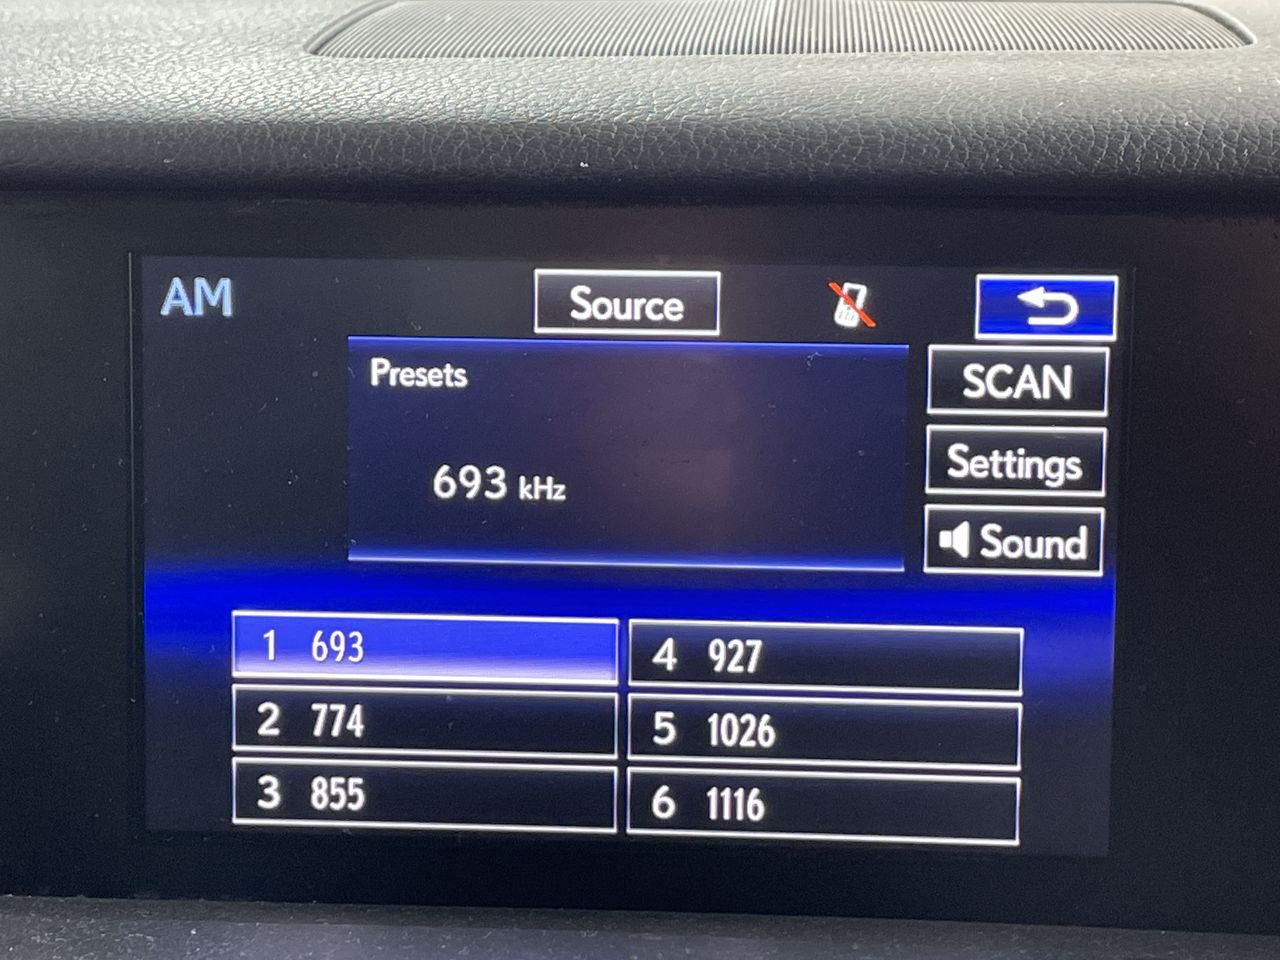 AM
Source
Presets
693 kHz
SCAN
Settings
Sound
1 693
2 774
3 855
4 927
5 1026
6 1116